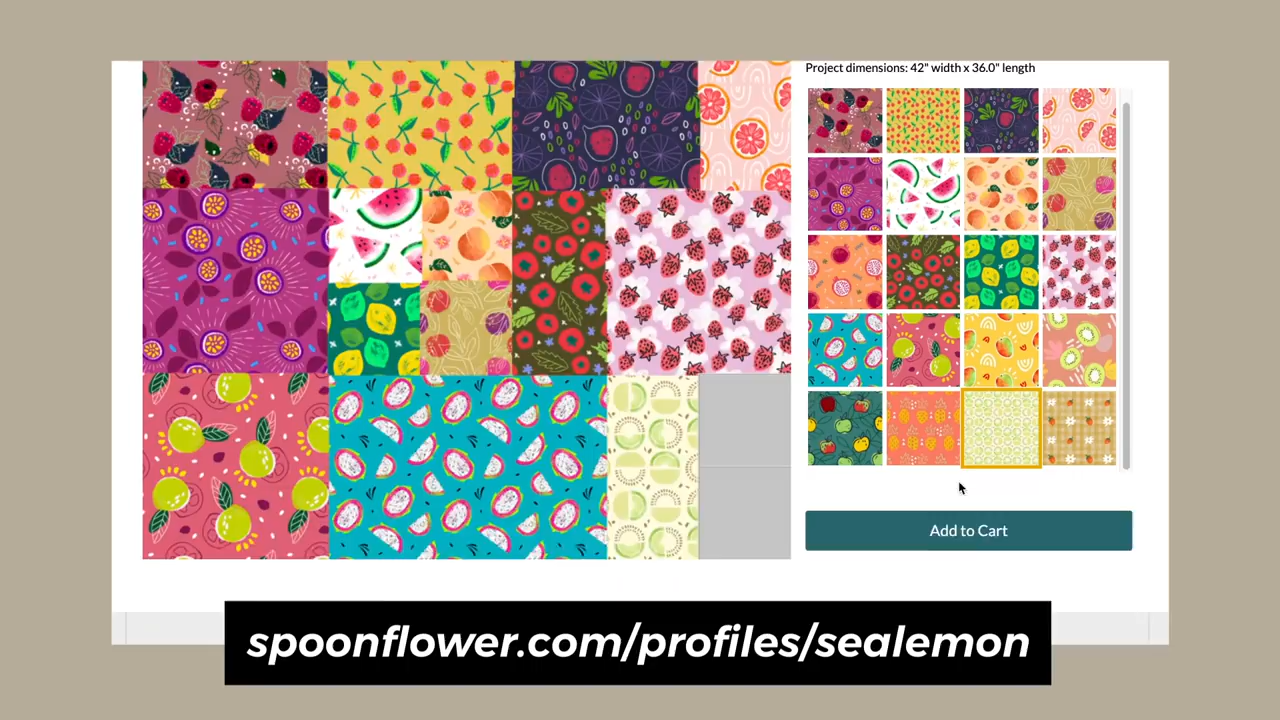 Project dimensions: 42" width x 36.0" length
Add to Cart
spoonflower.com/profiles/sealemon